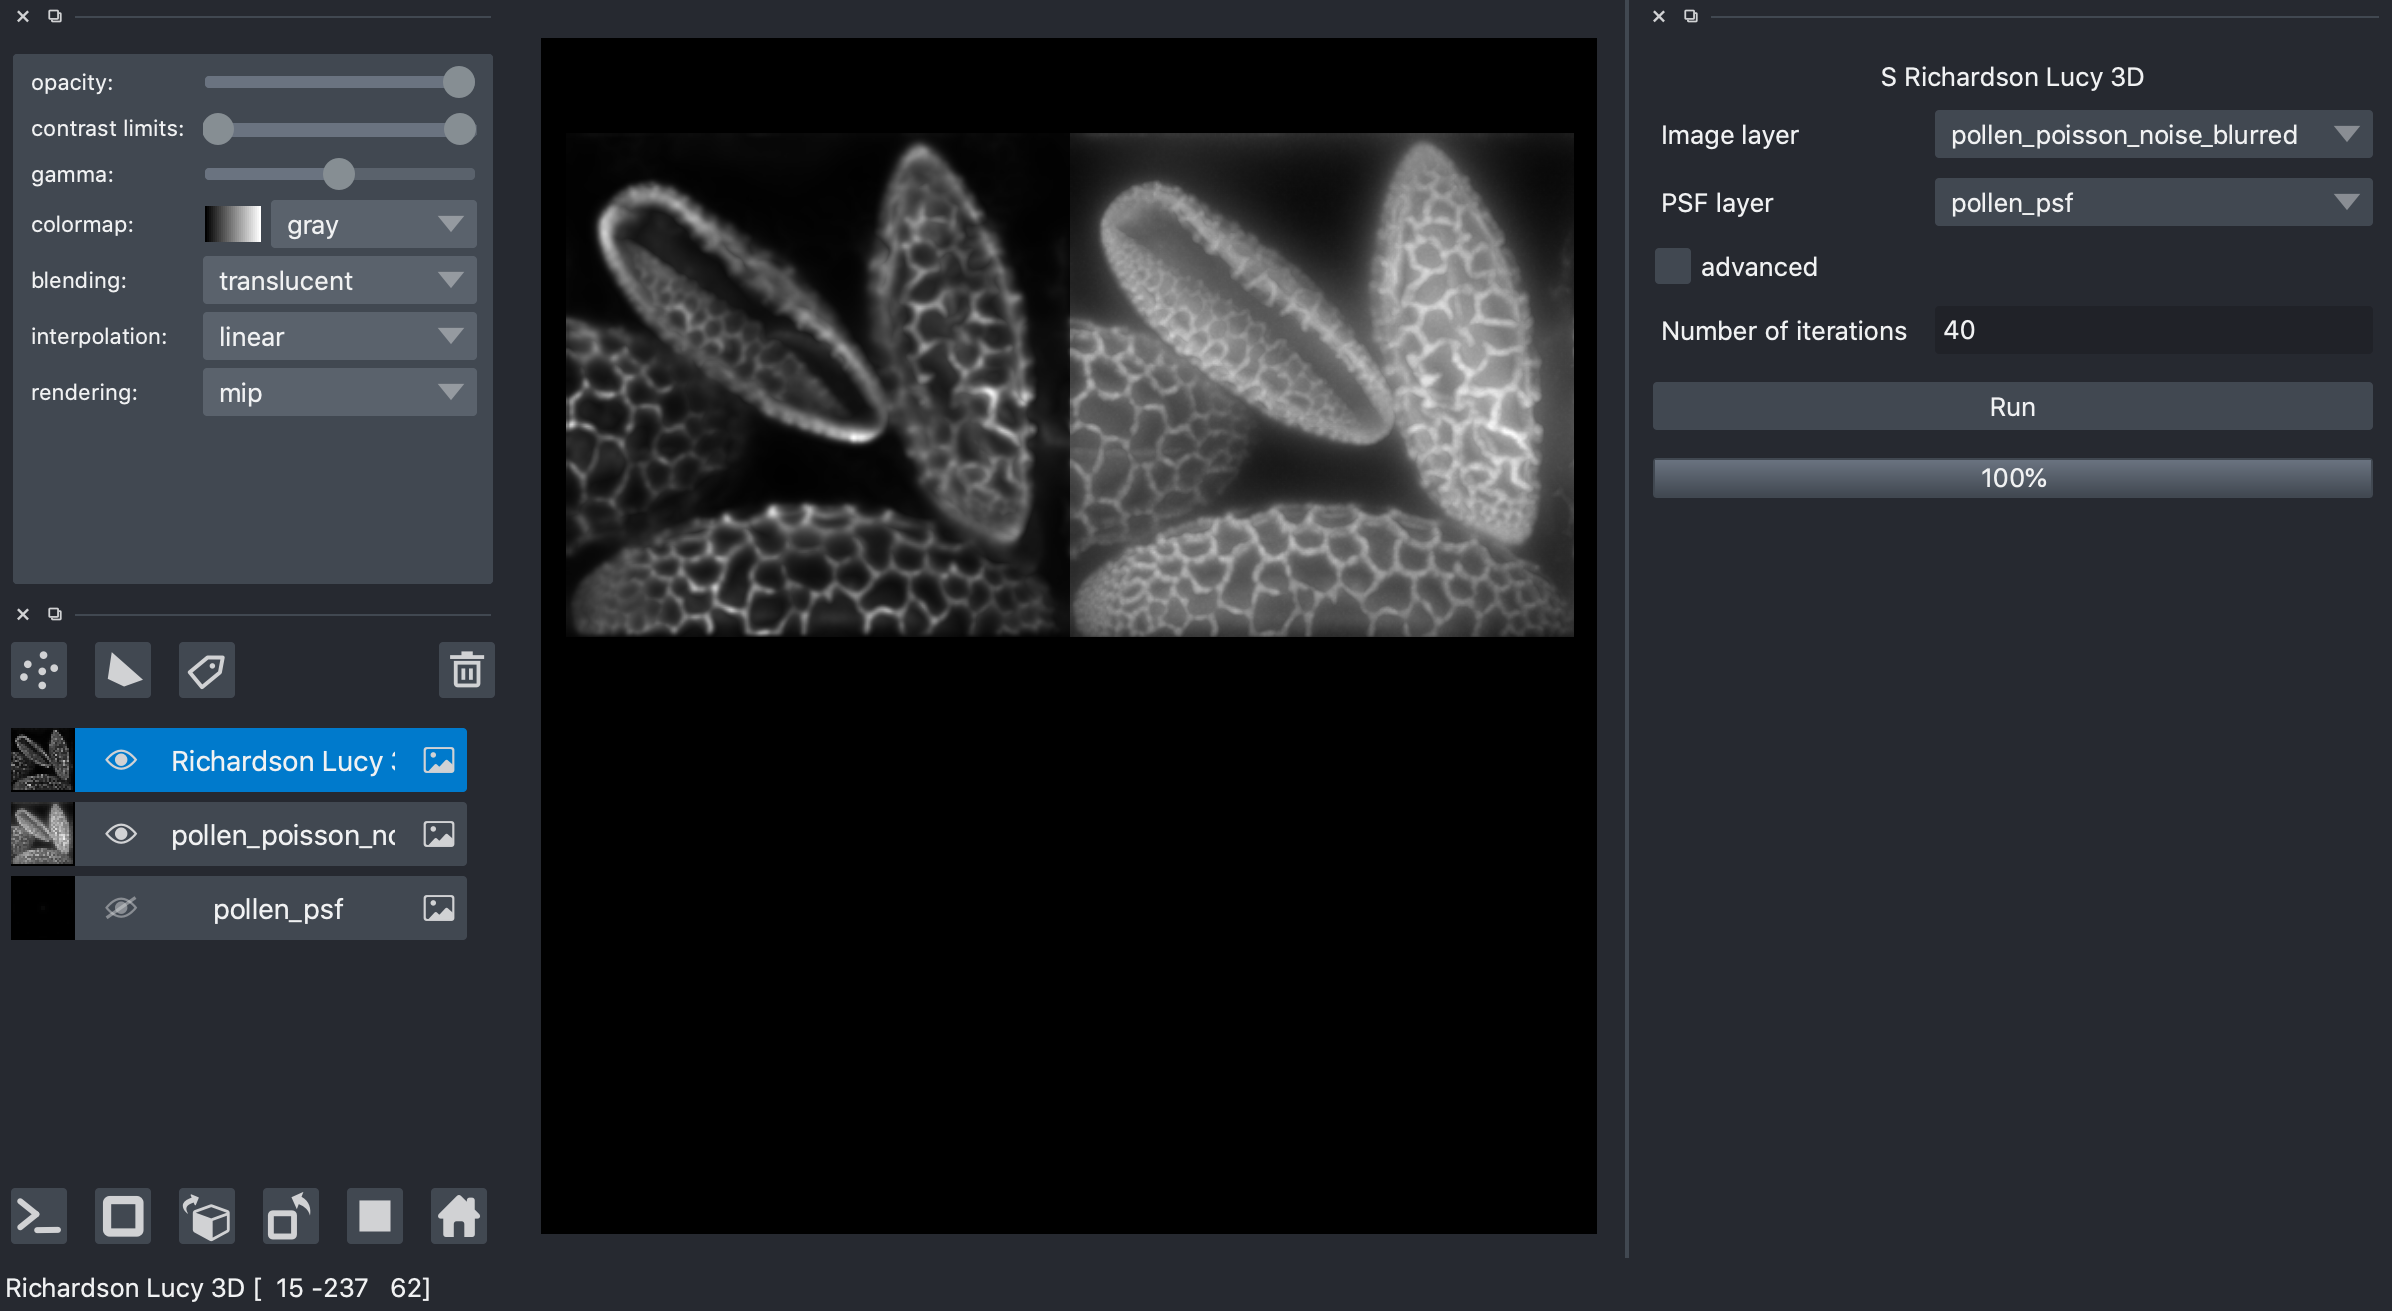 opacity:
contrast limits:
gamma:
colormap:
gray
blending:
translucent
interpolation:
linear
rendering:
mip
Richardson Lucy
pollen_poisson_no
pollen_psf
Richardson Lucy 3D [ 15 -237 62]
S Richardson Lucy 3D
Image layer
pollen_poisson_noise_blurred
PSF layer
pollen_psf
advanced
Number of iterations
40
Run
100%